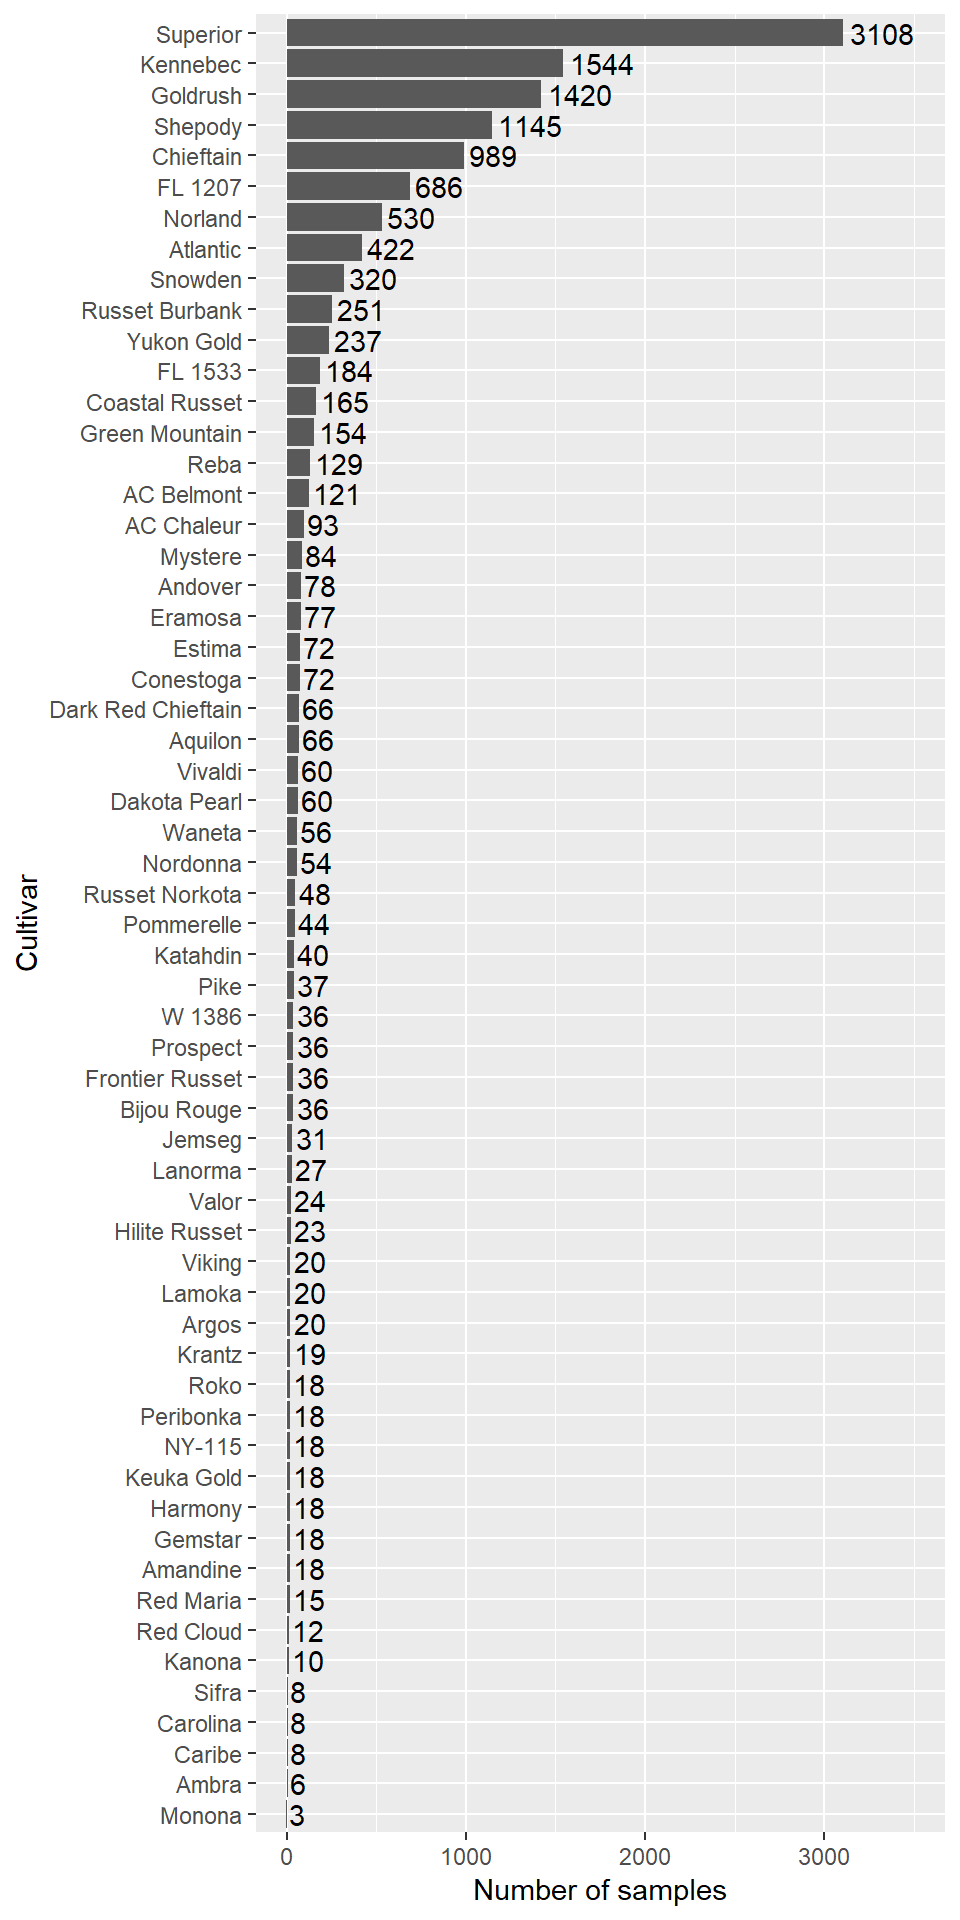 Superior 3108
Kennebec 1544
Goldrush 1420
Shepody 1145
Chieftain 989
FL 1207 686
Norland 530
Atlantic 422
Snowden 320
Russet Burbank 251
Yukon Gold 237
FL 1533 184
Coastal Russet 165
Green Mountain 154
Reba 129
AC Belmont 121
AC Chaleur 93
Mystere 84
Andover 78
Eramosa 77
Estima 72
Conestoga 72
Dark Red Chieftain 66
Aquilon 66
Vivaldi 60
Dakota Pearl 60
Waneta 56
Nordonna 54
Russet Norkota 48
Pommerelle 44
Katahdin 40
Pike 37
W 1386 36
Prospect 36
Frontier Russet 36
Bijou Rouge 36
Jemseg 31
Lanorma 27
Valor 24
Hilite Russet 23
Viking 20
Lamoka 20
Argos 20
Krantz 19
Roko 18
Peribonka 18
NY-115 18
Keuka Gold 18
Harmony 18
Gemstar 18
Amandine 18
Red Maria 15
Red Cloud 12
Kanona 10
Sifra 8
Carolina 8
Caribe 8
Ambra 6
Monona 3
Cultivar
0 1000 2000 3000
Number of samples